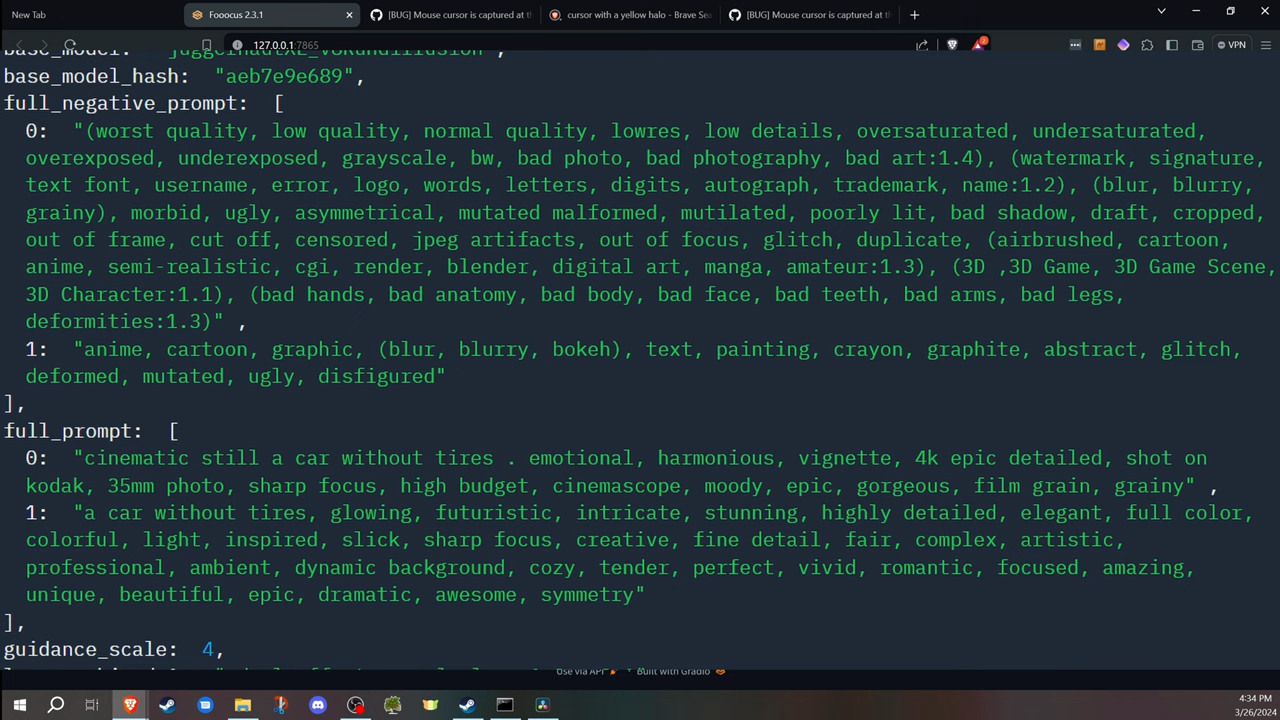 New Tab
Fooocus 2.3.1
[BUG] Mouse cursor is captured at th
cursor with a yellow halo - Brave Sea
[BUG] Mouse cursor is captured at th
127.0.0.1:7865
VPN
base_model:
base_model_hash: "aeb7e9e689",
full_negative_prompt: [
0: "(worst quality, low quality, normal quality, lowres, low details, oversaturated, undersaturated,
overexposed, underexposed, grayscale, bw, bad photo, bad photography, bad art:1.4), (watermark, signature,
text font, username, error, logo, words, letters, digits, autograph, trademark, name:1.2), (blur, blurry,
grainy), morbid, ugly, asymmetrical, mutated malformed, mutilated, poorly lit, bad shadow, draft, cropped,
out of frame, cut off, censored, jpeg artifacts, out of focus, glitch, duplicate, (airbrushed, cartoon,
anime, semi-realistic, cgi, render, blender, digital art, manga, amateur:1.3), (3D ,3D Game, 3D Game Scene,
3D Character:1.1), (bad hands, bad anatomy, bad body, bad face, bad teeth, bad arms, bad legs,
deformities:1.3)" ,
1: "anime, cartoon, graphic, (blur, blurry, bokeh), text, painting, crayon, graphite, abstract, glitch,
deformed, mutated, ugly, disfigured"
],
full_prompt: [
0: "cinematic still a car without tires . emotional, harmonious, vignette, 4k epic detailed, shot on
kodak, 35mm photo, sharp focus, high budget, cinemascope, moody, epic, gorgeous, film grain, grainy" ,
1: "a car without tires, glowing, futuristic, intricate, stunning, highly detailed, elegant, full color,
colorful, light, inspired, slick, sharp focus, creative, fine detail, fair, complex, artistic,
professional, ambient, dynamic background, cozy, tender, perfect, vivid, romantic, focused, amazing,
unique, beautiful, epic, dramatic, awesome, symmetry"
],
guidance_scale: 4,
Use via API
Built with Gradio
4:34 PM
3/26/2024